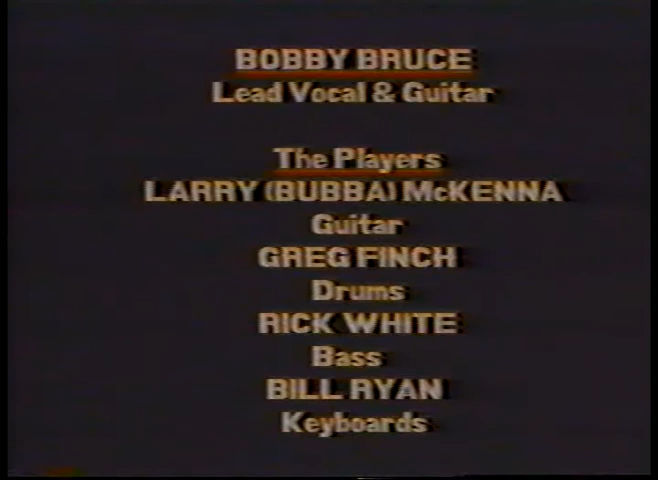 BOBBY BRUCE
Lead Vocal & Guitar
The Players
LARRY (BUBBA) McKENNA
Guitar
GREG FINCH
Drums
RICK WHITE
Bass
BILL RYAN
Keyboards